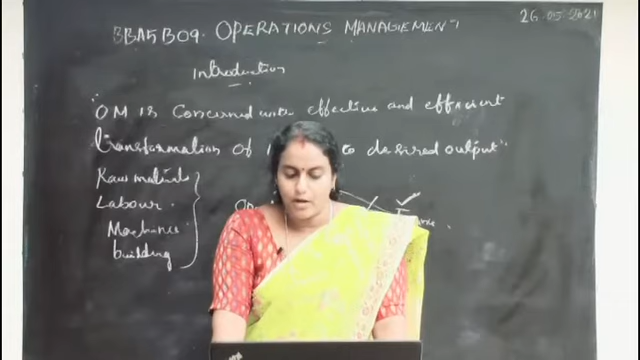 BBA5B09. OPERATIONS MANAGEMENT
26-05-2021
Introduction
OM is concerned with effective and efficient
transformation of to desired output
Raw materials
Labour
Machines
building